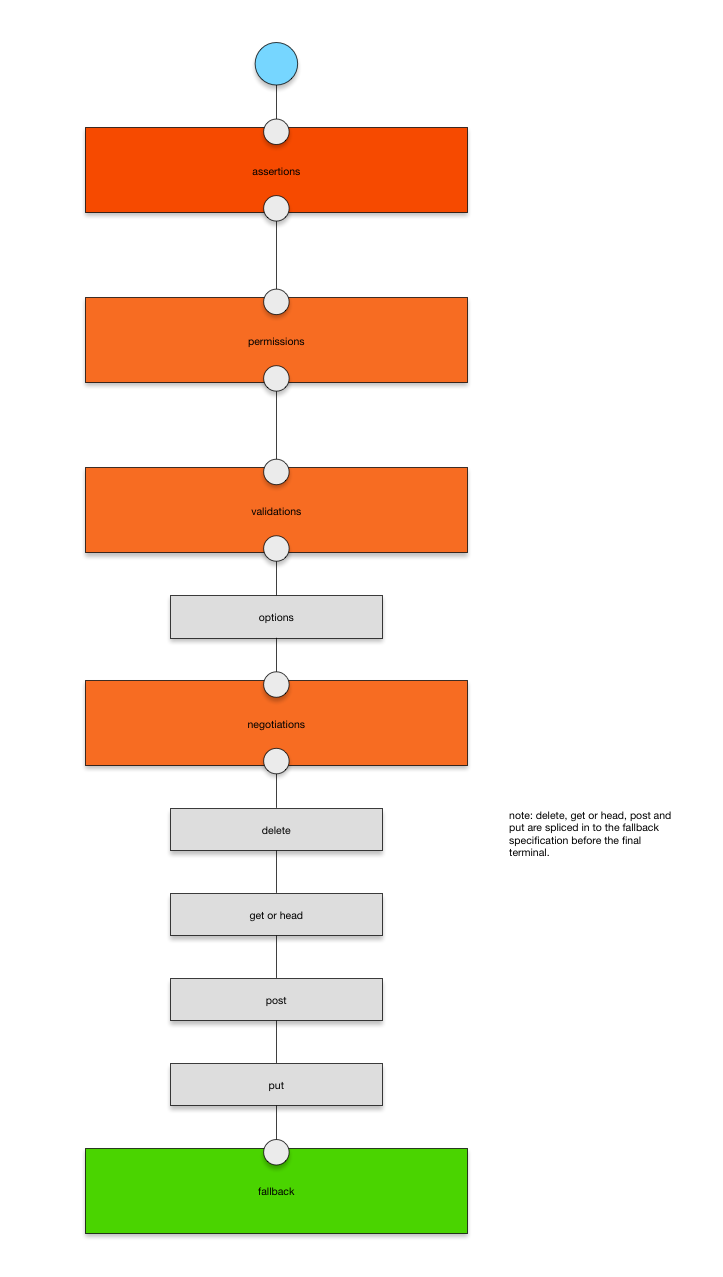 assertions
permissions
validations
options
negotiations
delete
note: delete, get or head, post and
put are spliced in to the fallback
specification before the final
terminal.
get or head
post
put
fallback